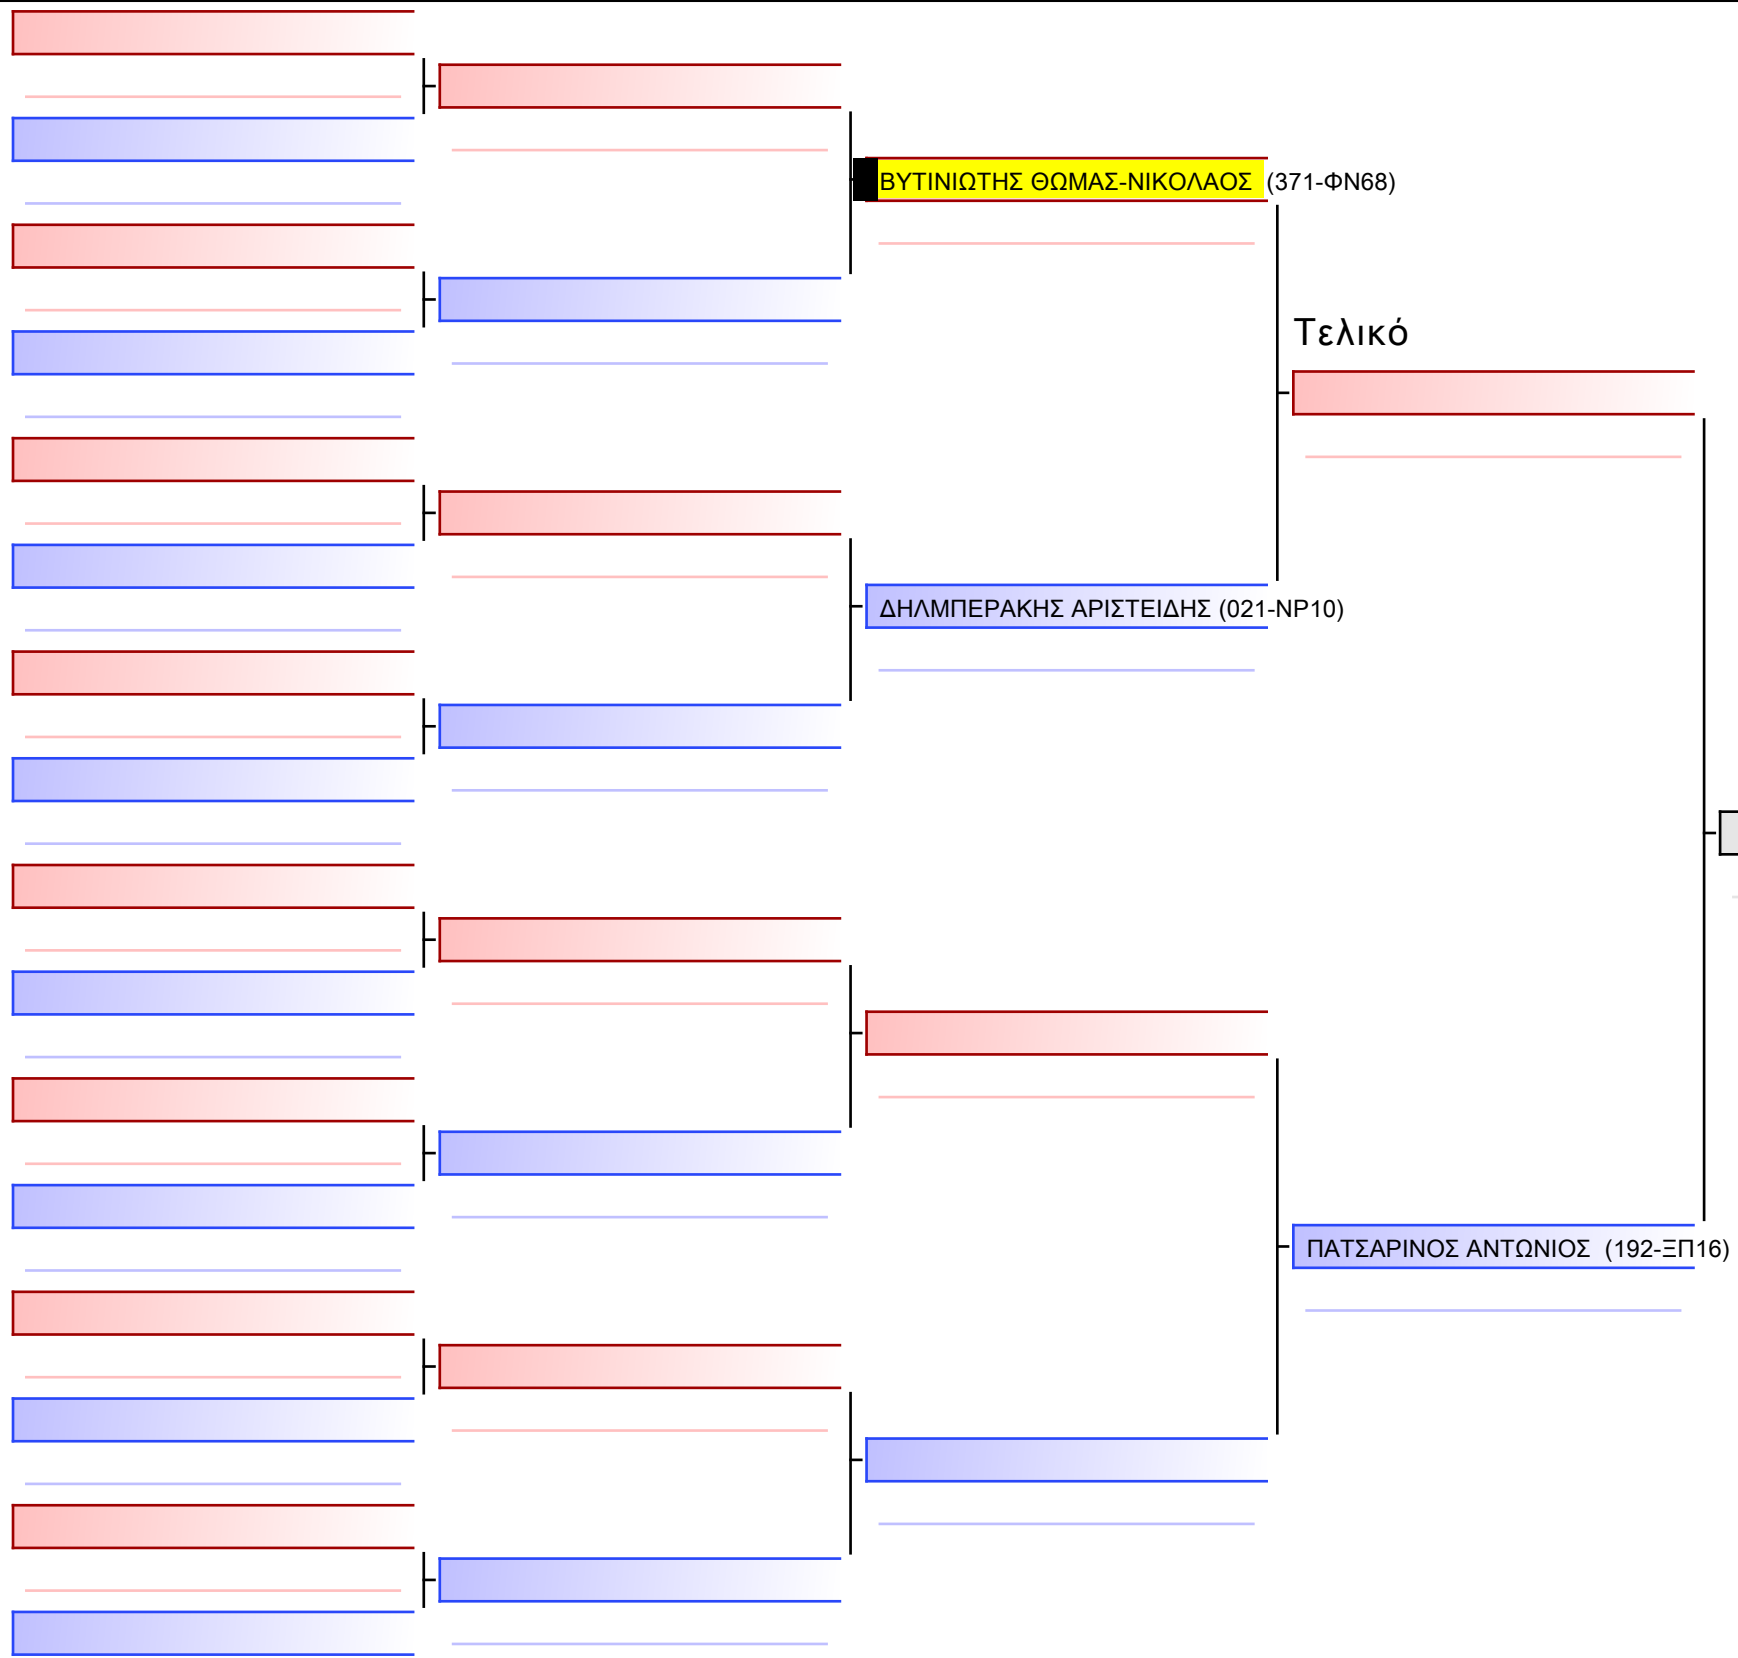 ΒΥΤΙΝΙΩΤΗΣ ΘΩΜΑΣ-ΝΙΚΟΛΑΟΣ (371-ΦΝ68)
Τελικό
ΔΗΛΜΠΕΡΑΚΗΣ ΑΡΙΣΤΕΙΔΗΣ (021-ΝΡ10)
ΠΑΤΣΑΡΙΝΟΣ ΑΝΤΩΝΙΟΣ (192-ΞΠ16)